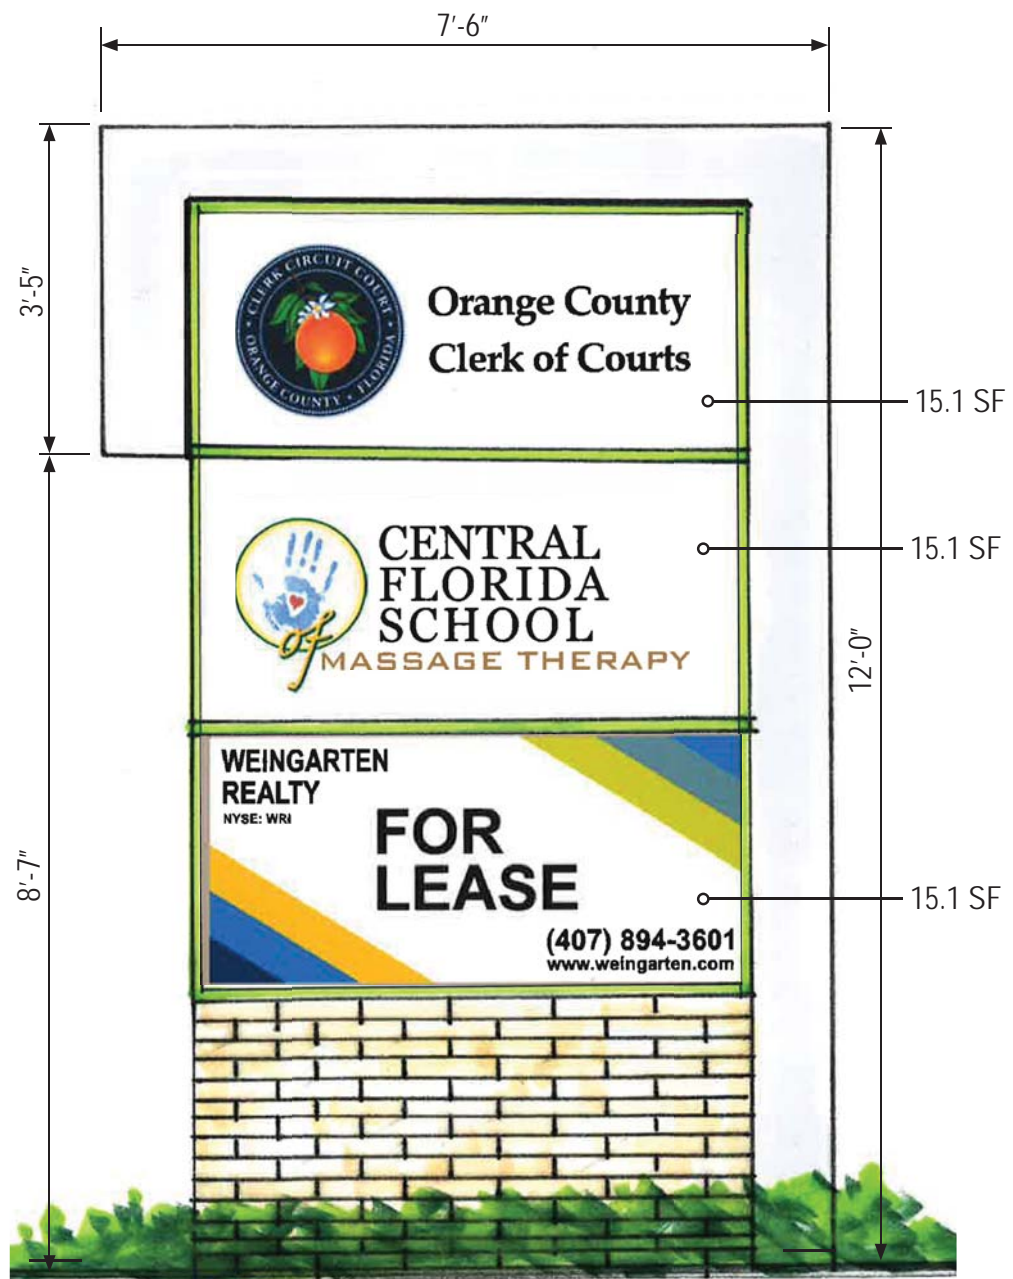 7'-6"
3'-5"
CLERK CIRCUIT COURT
ORANGE COUNTY • FLORIDA
Orange County
Clerk of Courts
15.1 SF
CENTRAL
FLORIDA
SCHOOL
of
MASSAGE THERAPY
15.1 SF
12'-0"
WEINGARTEN
REALTY
NYSE: WRI
FOR
LEASE
8'-7"
15.1 SF
(407) 894-3601
www.weingarten.com